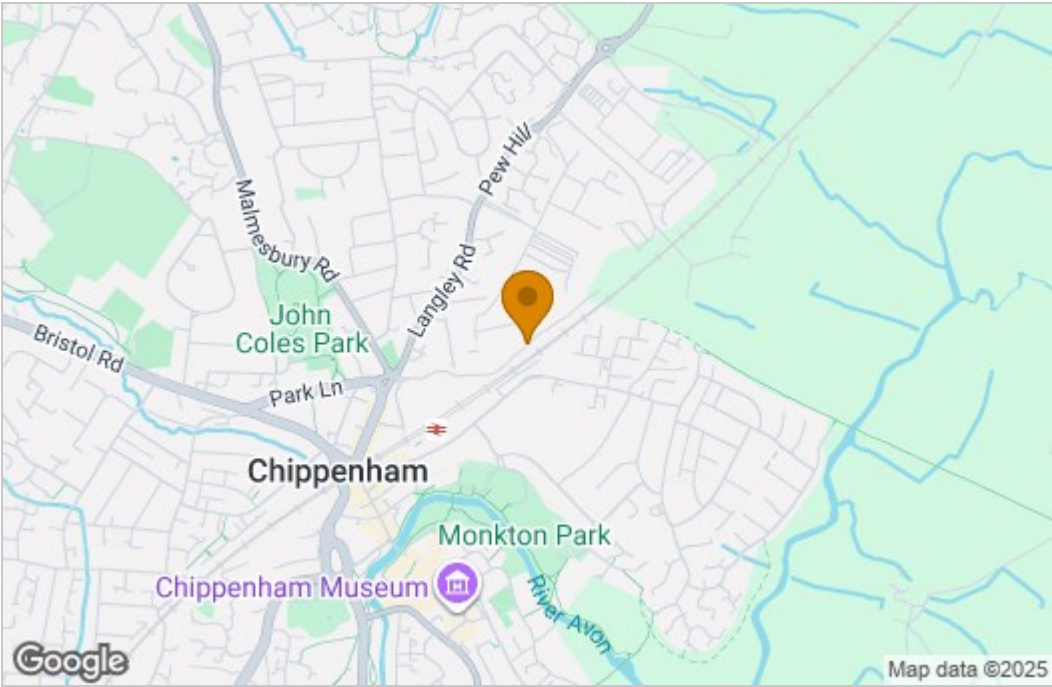 Pew Hill
Malmesbury Rd
Langley Rd
John
Coles Park
Bristol Rd
Park Ln
Chippenham
Monkton Park
Chippenham Museum
River Avon
Google
Map data ©2025